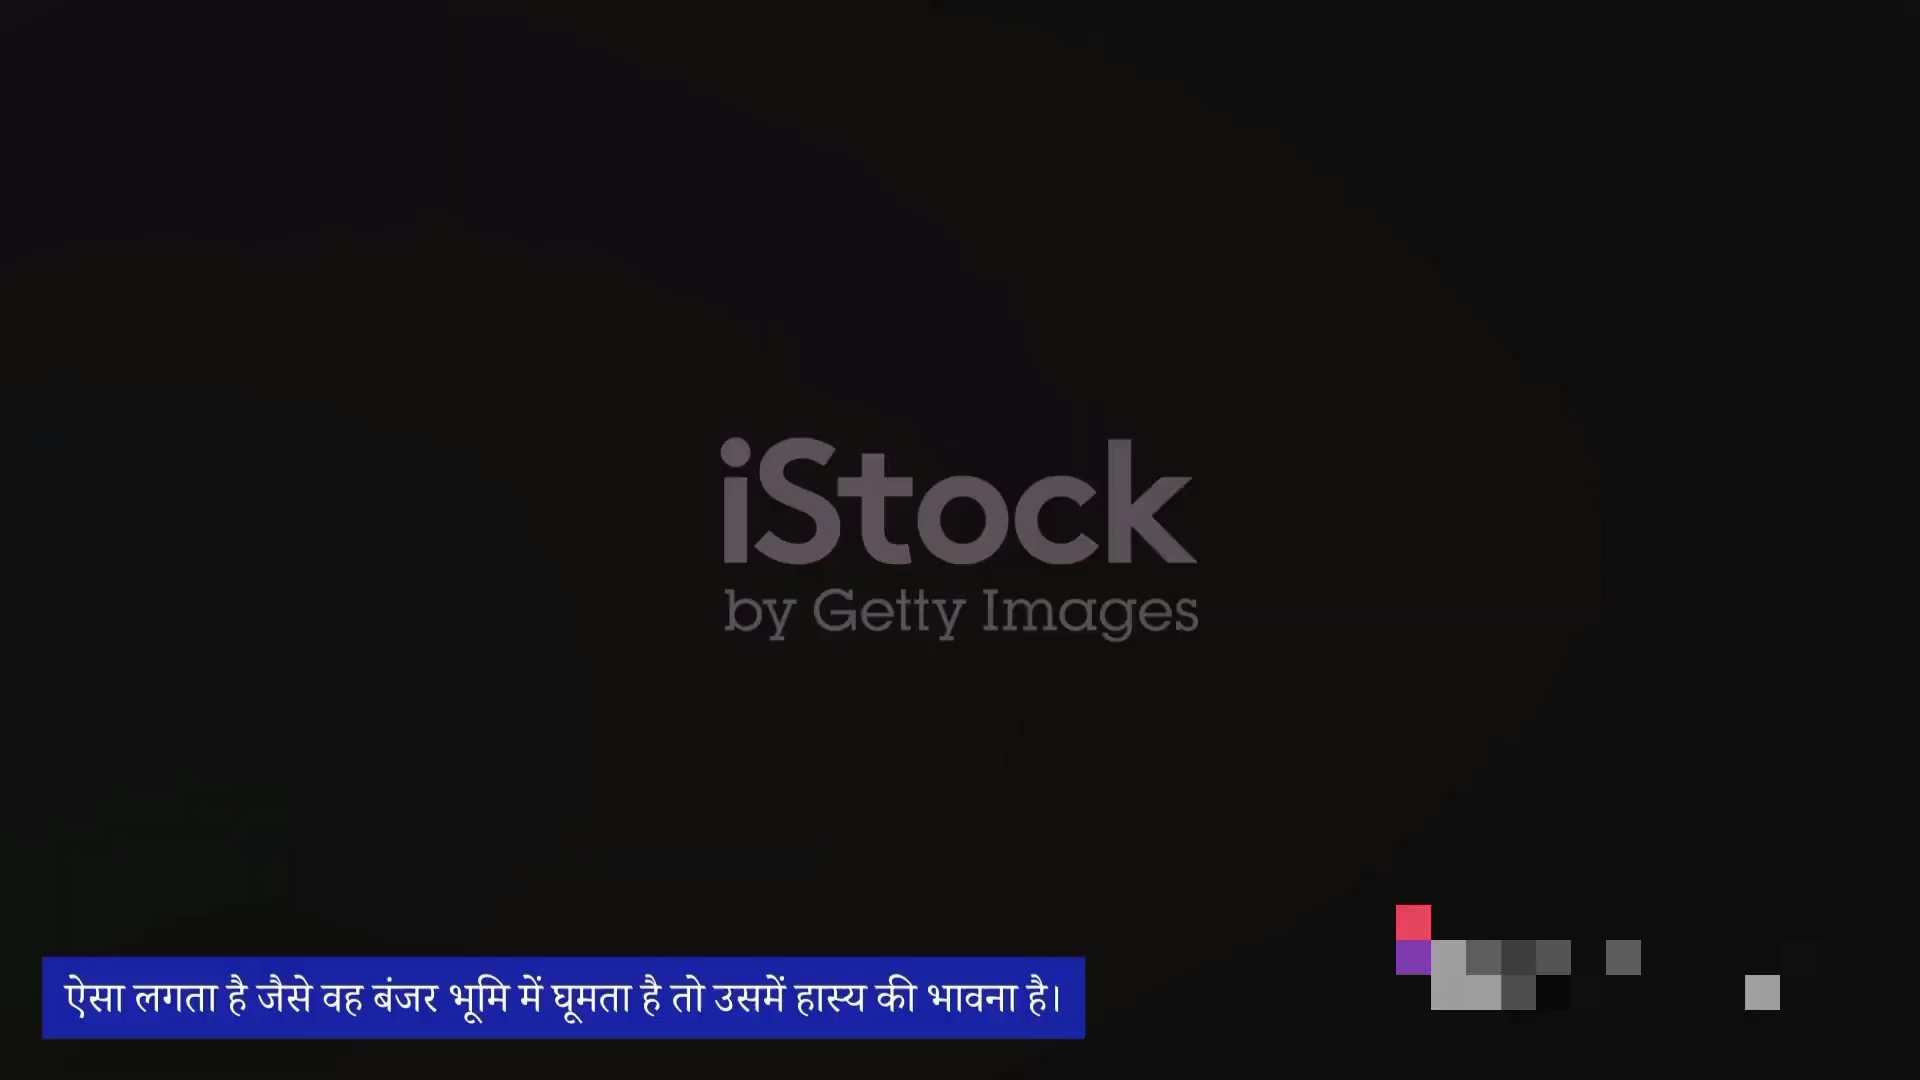 iStock
by Getty Images
ऐसा लगता है जैसे वह बंजर भूमि में घूमता है तो उसमें हास्य की भावना है।